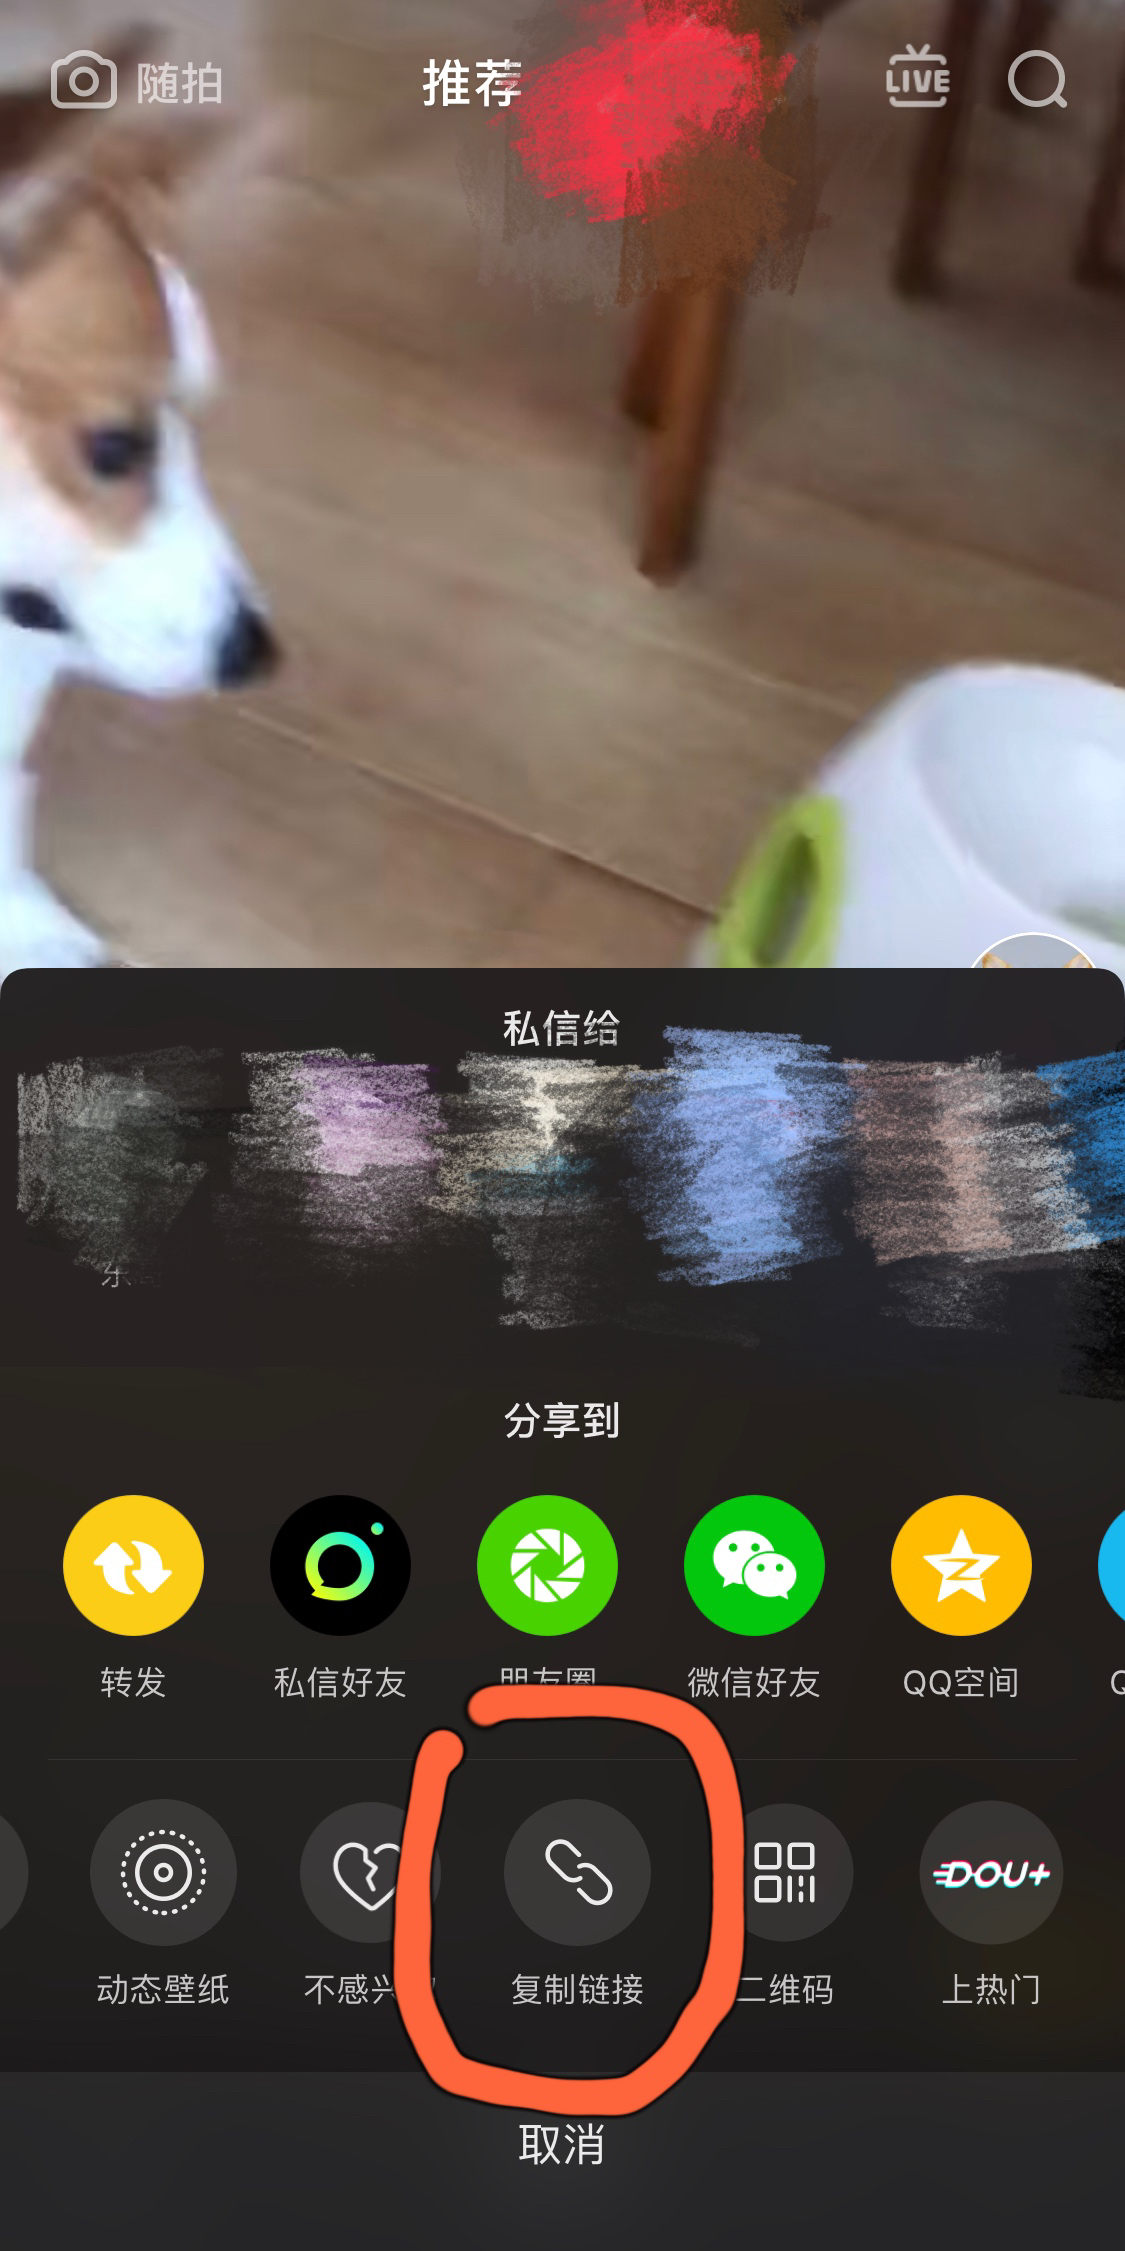 随拍
推荐
LIVE
私信给
分享到
转发
私信好友
朋友圈
微信好友
QQ空间
动态壁纸
不感兴
复制链接
二维码
DOU+
上热门
取消